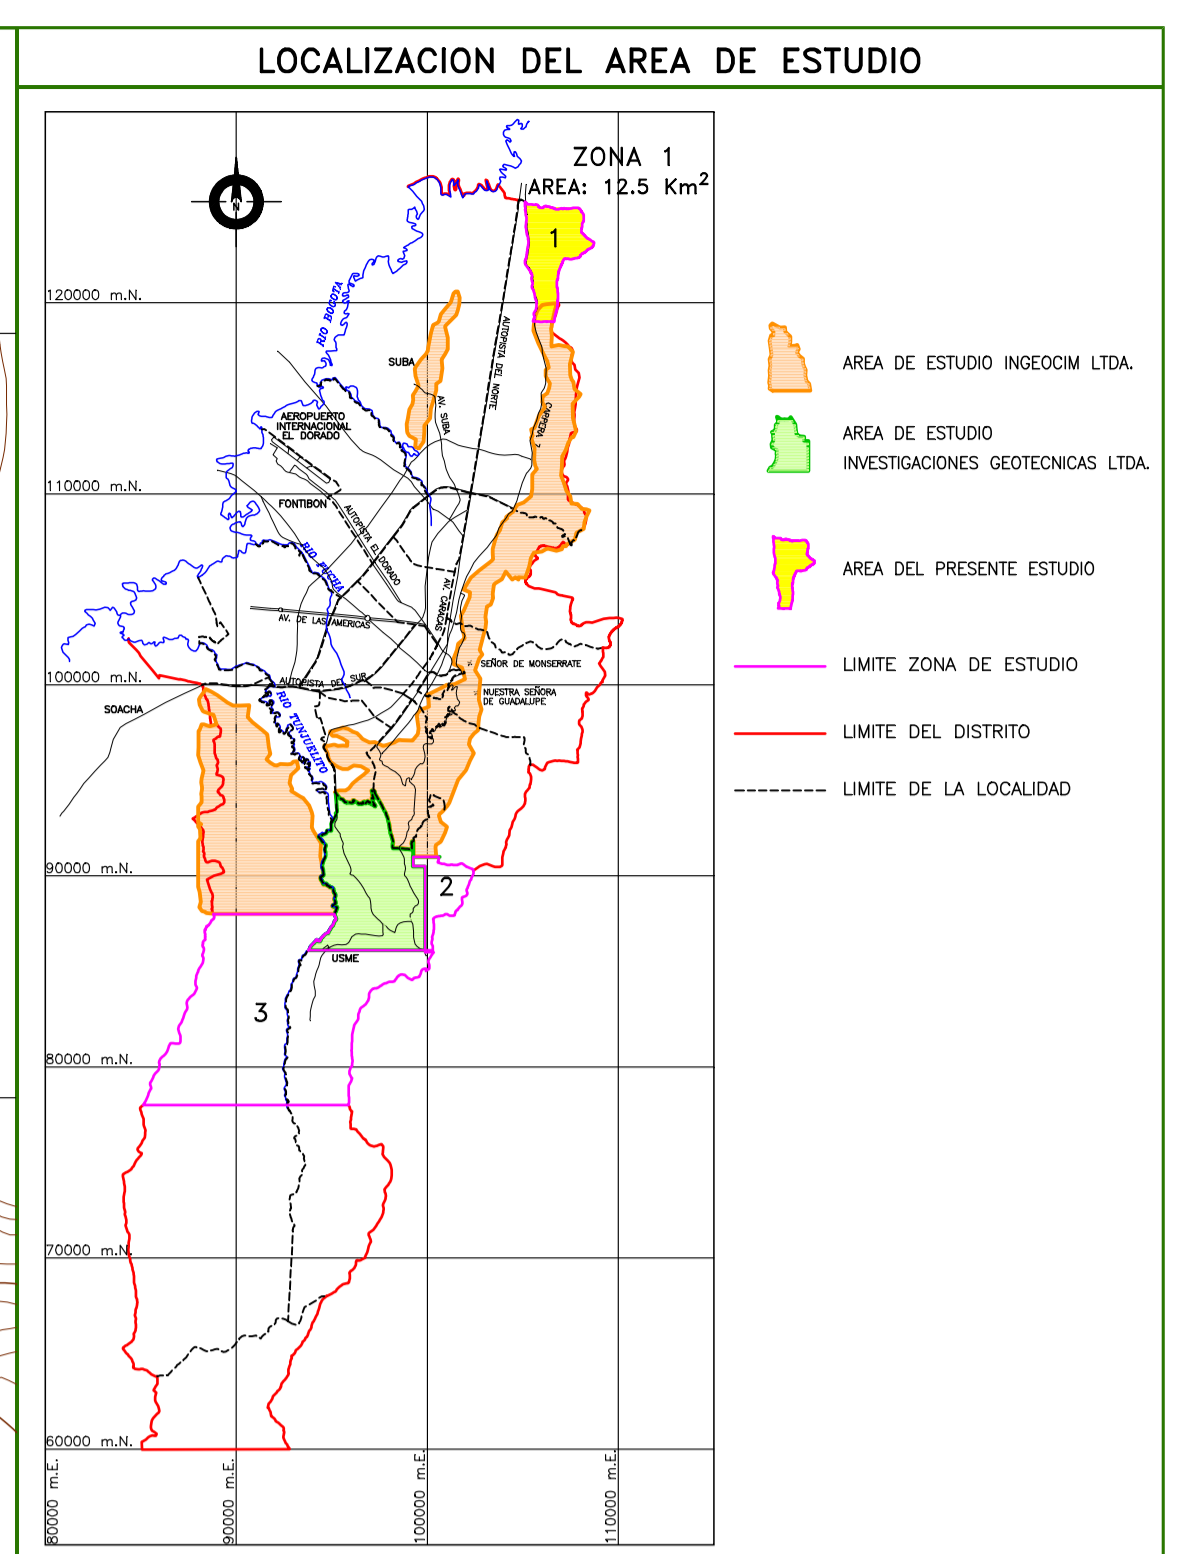 LOCALIZACION DEL AREA DE ESTUDIO
ZONA 1
AREA: 12.5 Km²
N
1
120000 m.N.
RIO BOGOTA
AUTOPISTA DEL NORTE
SUBA
AV. SUBA
CARRERA 7
AEROPUERTO
INTERNACIONAL
EL DORADO
110000 m.N.
FONTIBON
AUTOPISTA EL DORADO
RIO FUCHA
AV. CARACAS
AV. DE LAS AMERICAS
SEÑOR DE MONSERRATE
100000 m.N.
AUTOPISTA DEL SUR
NUESTRA SEÑORA
DE GUADALUPE
SOACHA
RIO TUNJUELITO
90000 m.N.
2
USME
3
80000 m.N.
70000 m.N.
60000 m.N.
80000 m.E.
90000 m.E.
100000 m.E.
110000 m.E.
AREA DE ESTUDIO INGEOCIM LTDA.
AREA DE ESTUDIO
INVESTIGACIONES GEOTECNICAS LTDA.
AREA DEL PRESENTE ESTUDIO
LIMITE ZONA DE ESTUDIO
LIMITE DEL DISTRITO
LIMITE DE LA LOCALIDAD